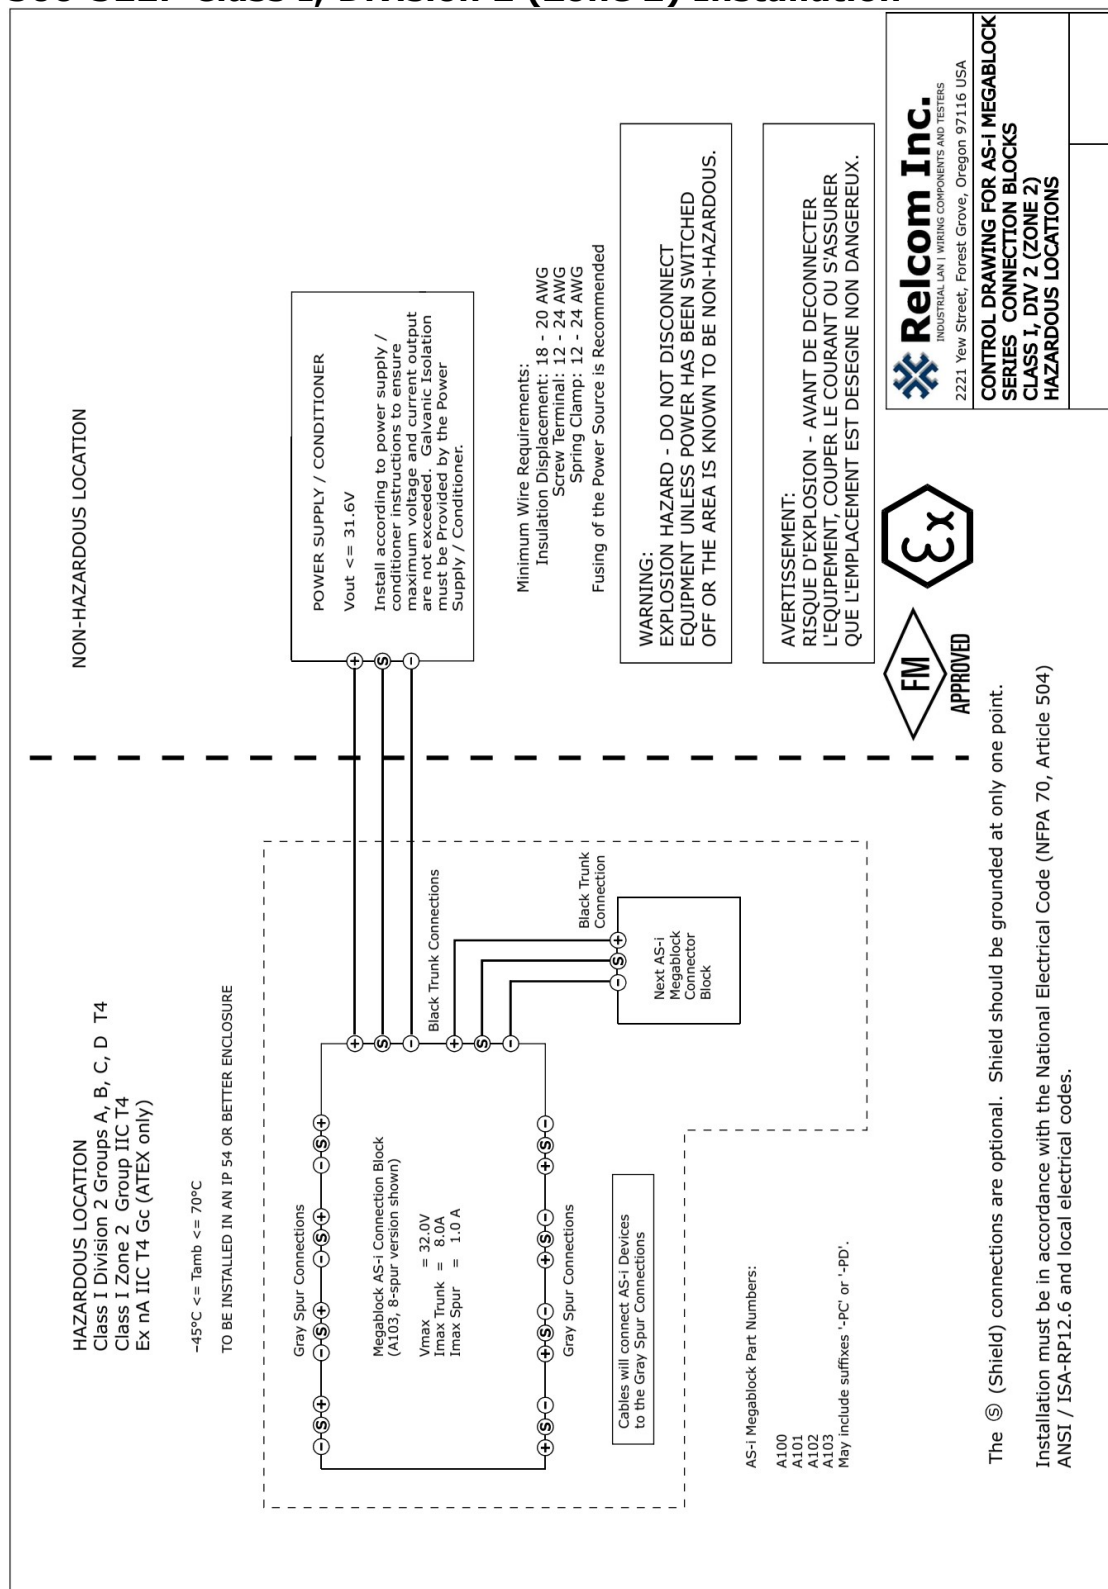 HAZARDOUS LOCATION
Class I Division 2 Groups A, B, C, D T4
Class I Zone 2 Group IIC T4
Ex nA IIC T4 Gc (ATEX only)
-45°C <= Tamb <= 70°C
TO BE INSTALLED IN AN IP 54 OR BETTER ENCLOSURE
NON-HAZARDOUS LOCATION
Gray Spur Connections
- S + - S + - S + - S +
Megablock AS-i Connection Block
(A103, 8-spur version shown)
Vmax = 32.0V
Imax Trunk = 8.0A
Imax Spur = 1.0 A
+ S - + S - + S - + S -
Gray Spur Connections
+
S
-
+
S
-
Black Trunk Connections
Black Trunk
Connection
- S +
Next AS-i
Megablock
Connector
Block
Cables will connect AS-i Devices
to the Gray Spur Connections
AS-i Megablock Part Numbers:
A100
A101
A102
A103
May include suffixes '-PC' or '-PD'.
+
S
-
POWER SUPPLY / CONDITIONER
Vout <= 31.6V
Install according to power supply /
conditioner instructions to ensure
maximum voltage and current output
are not exceeded. Galvanic Isolation
must be Provided by the Power
Supply / Conditioner.
Minimum Wire Requirements:
Insulation Displacement: 18 - 20 AWG
Screw Terminal: 12 - 24 AWG
Spring Clamp: 12 - 24 AWG
Fusing of the Power Source is Recommended
WARNING:
EXPLOSION HAZARD - DO NOT DISCONNECT
EQUIPMENT UNLESS POWER HAS BEEN SWITCHED
OFF OR THE AREA IS KNOWN TO BE NON-HAZARDOUS.
AVERTISSEMENT:
RISQUE D'EXPLOSION - AVANT DE DECONNECTER
L'EQUIPEMENT, COUPER LE COURANT OU S'ASSURER
QUE L'EMPLACEMENT EST DESEGNE NON DANGEREUX.
The Ⓢ (Shield) connections are optional. Shield should be grounded at only one point.
Installation must be in accordance with the National Electrical Code (NFPA 70, Article 504)
ANSI / ISA-RP12.6 and local electrical codes.
FM
APPROVED
Ex
Relcom Inc.
INDUSTRIAL LAN | WIRING COMPONENTS AND TESTERS
2221 Yew Street, Forest Grove, Oregon 97116 USA
CONTROL DRAWING FOR AS-i MEGABLOCK
SERIES CONNECTION BLOCKS
CLASS I, DIV 2 (ZONE 2)
HAZARDOUS LOCATIONS